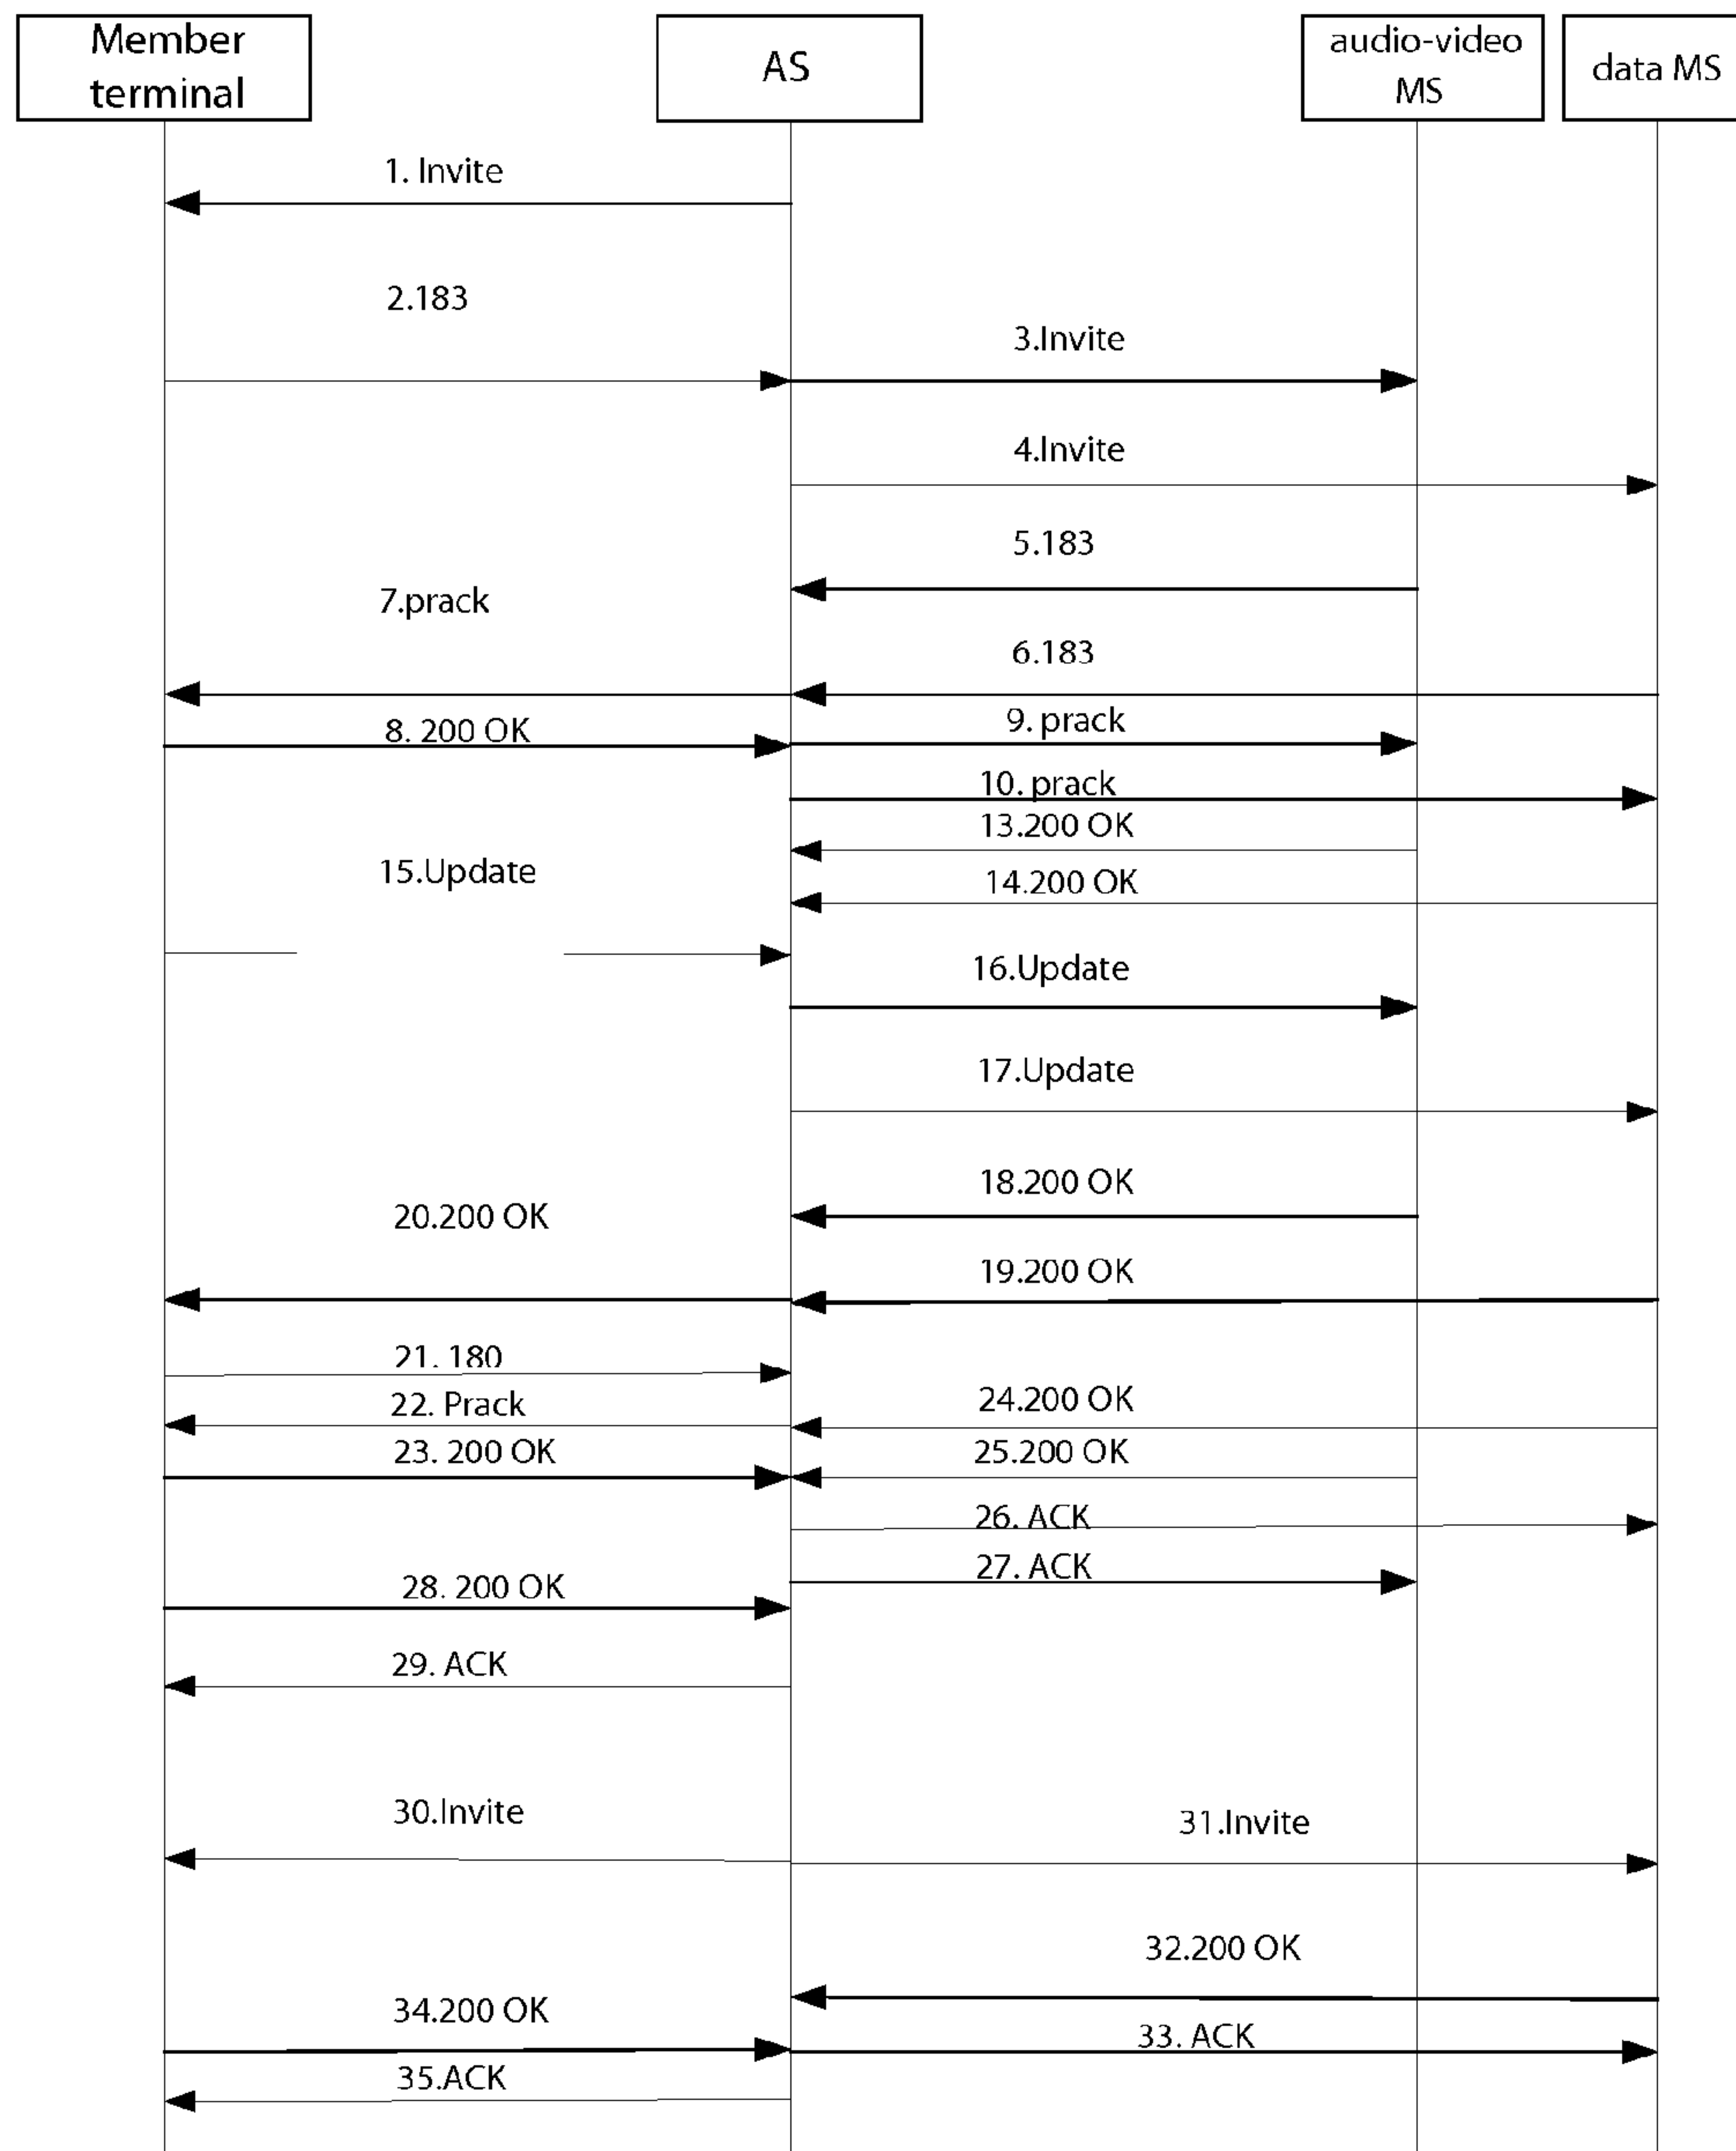 Member
terminal
AS
audio-video
MS
data MS
1. Invite
2.183
3.Invite
4.Invite
5.183
7.prack
6.183
8. 200 OK
9. prack
10. prack
13.200 OK
15.Update
14.200 OK
16.Update
17.Update
18.200 OK
20.200 OK
19.200 OK
21. 180
22. Prack
24.200 OK
23. 200 OK
25.200 OK
26. ACK
27. ACK
28. 200 OK
29. ACK
30.Invite
31.Invite
32.200 OK
34.200 OK
33. ACK
35.ACK